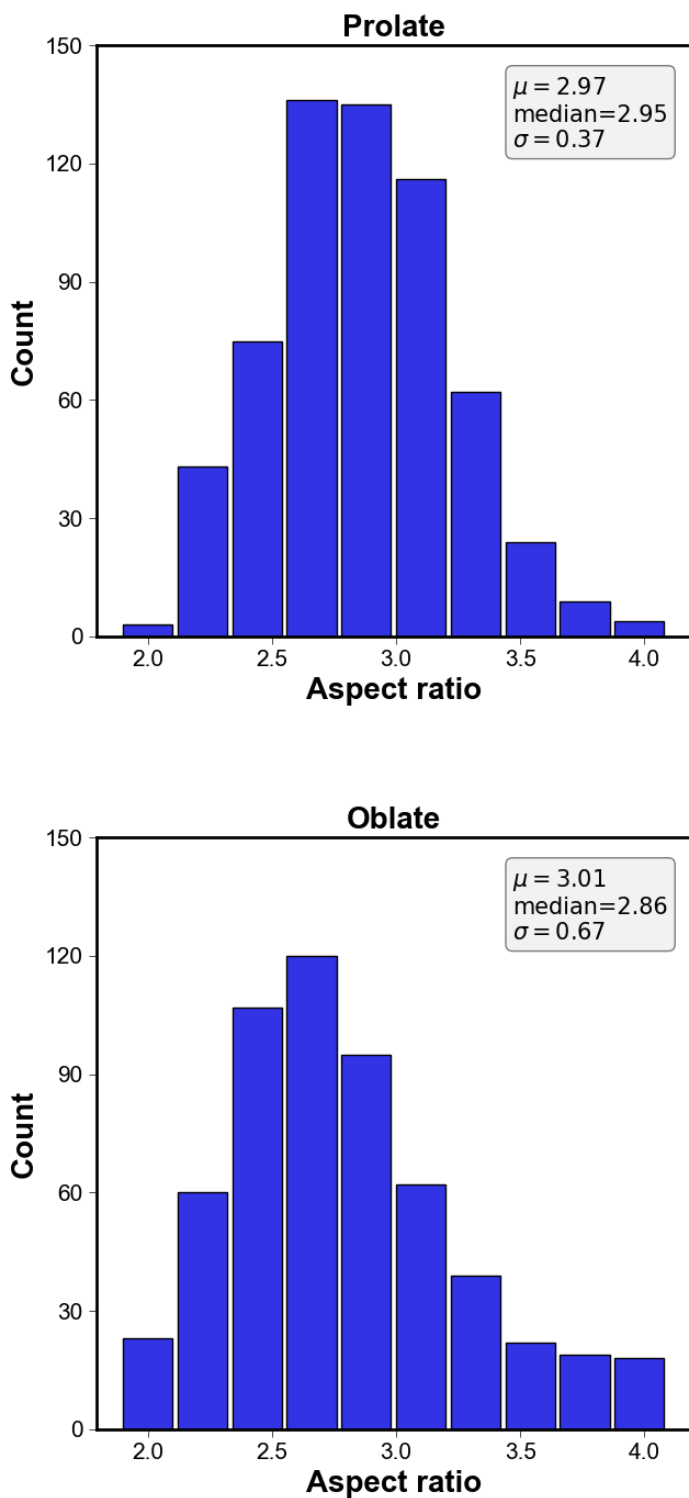 Prolate
150
120
90
60
30
0
Count
μ = 2.97
median=2.95
σ = 0.37
2.0 2.5 3.0 3.5 4.0
Aspect ratio
Oblate
150
120
90
60
30
0
Count
μ = 3.01
median=2.86
σ = 0.67
2.0 2.5 3.0 3.5 4.0
Aspect ratio